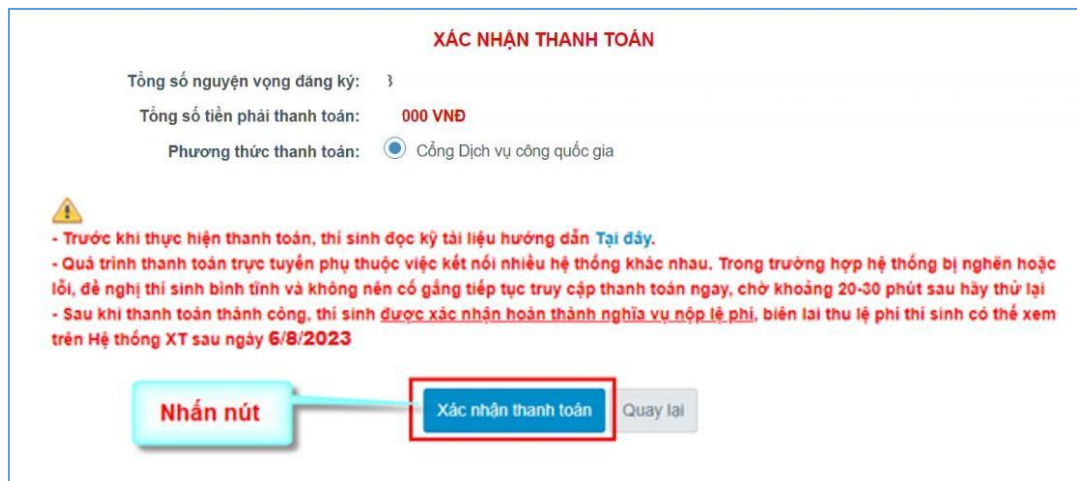 XÁC NHẬN THANH TOÁN
Tổng số nguyện vọng đăng ký:
Tổng số tiền phải thanh toán: 000 VNĐ
Phương thức thanh toán: Cổng Dịch vụ công quốc gia
- Trước khi thực hiện thanh toán, thí sinh đọc kỹ tài liệu hướng dẫn Tại đây.
- Quá trình thanh toán trực tuyến phụ thuộc việc kết nối nhiều hệ thống khác nhau. Trong trường hợp hệ thống bị nghẽn hoặc
lỗi, đề nghị thí sinh bình tĩnh và không nên cố gắng tiếp tục truy cập thanh toán ngay, chờ khoảng 20-30 phút sau hãy thử lại
- Sau khi thanh toán thành công, thí sinh được xác nhận hoàn thành nghĩa vụ nộp lệ phí, biên lai thu lệ phí thí sinh có thể xem
trên Hệ thống XT sau ngày 6/8/2023
Nhấn nút
Xác nhận thanh toán Quay lại